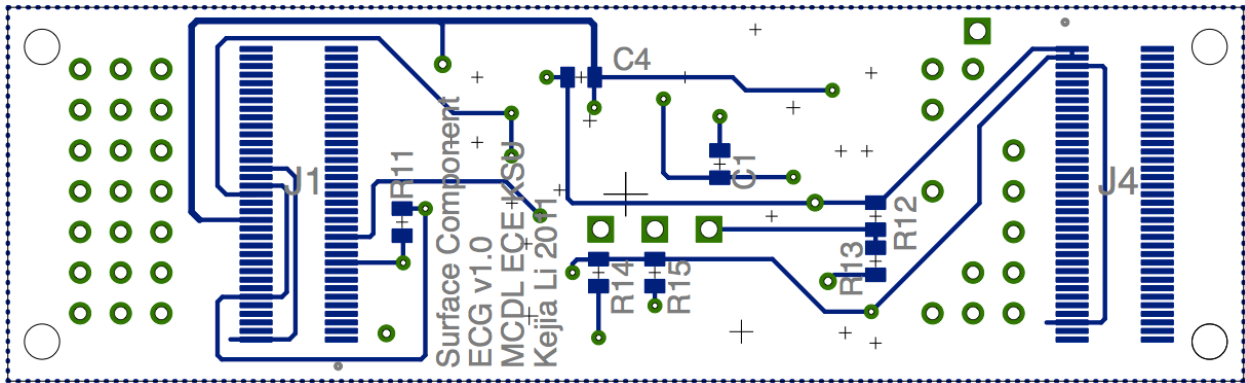 J1
R11
Surface Component
ECG v1.0
MCDL ECE KSU
Kejia Li 2011
C4
C1
R14
R15
R13
R12
J4